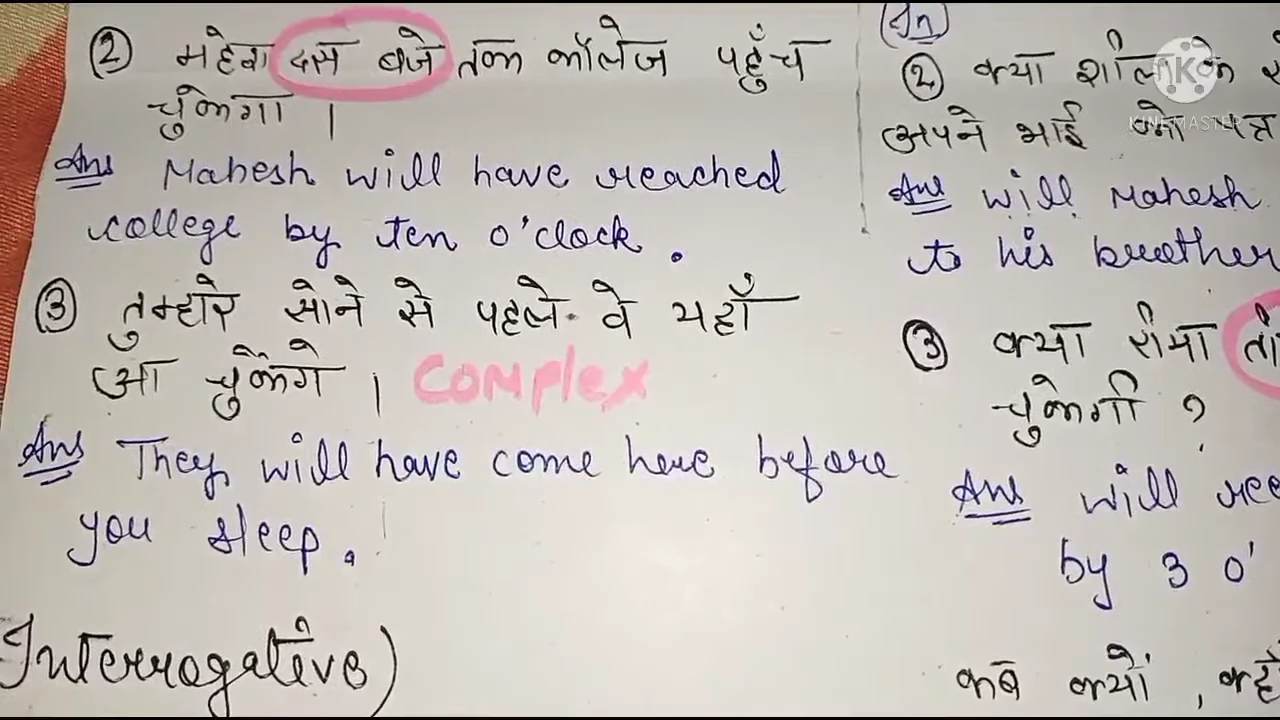 ② महेश दस बजे तक कॉलेज पहुँच
चुकेगा ।
Ans Mahesh will have reached
college by ten o'clock.
③ तुम्हारे सोने से पहले वे यहाँ
आ चुकेंगे । Complex
Ans They will have come here before
you sleep.
Interrogative)
(In)
② क्या शीला के
अपने भाई को पत्र
Ans Will Mahesh
to his brother
③ क्या सीमा
चुकेगी ?
Ans Will
by 3 o'
कब क्यों,
K
KINEMASTER